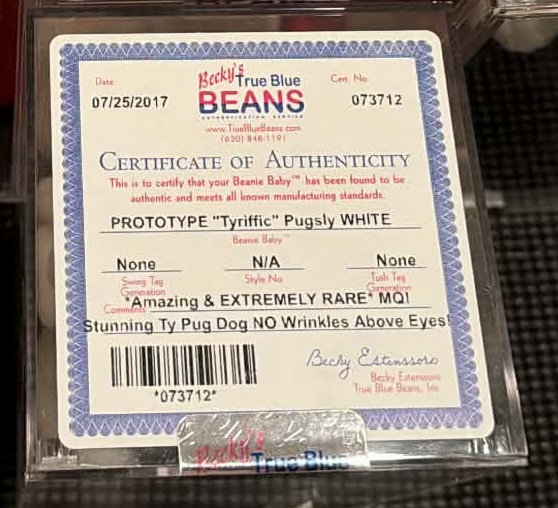 Date
Becky's True Blue
Cert. No.
07/25/2017
BEANS
073712
AUTHENTICATION SERVICE
www.TrueBlueBeans.com
(630) 846-1191
CERTIFICATE OF AUTHENTICITY
This is to certify that your Beanie Baby™ has been found to be
authentic and meets all known manufacturing standards.
PROTOTYPE "Tyriffic" Pugsly WHITE
Beanie Baby™
None N/A None
Swing Tag Generation
Style No
Tush Tag Generation
Comments
*Amazing & EXTREMELY RARE* MQ!
Stunning Ty Pug Dog NO Wrinkles Above Eyes!
Becky Estenssoro
Becky Estenssoro
True Blue Beans, Inc
*073712*
Becky's
True Blue